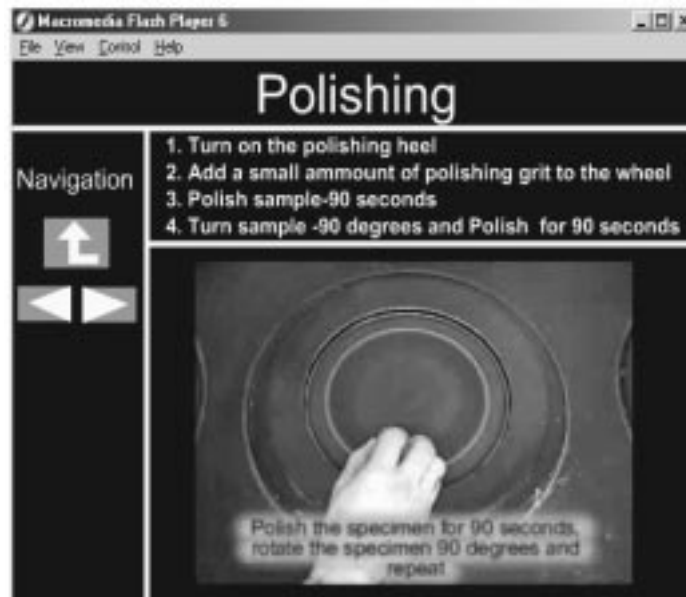 Macromedia Flash Player 6
File View Control Help
Polishing
Navigation
1. Turn on the polishing heel
2. Add a small ammount of polishing grit to the wheel
3. Polish sample-90 seconds
4. Turn sample -90 degrees and Polish for 90 seconds
Polish the specimen for 90 seconds,
rotate the specimen 90 degrees and
repeat